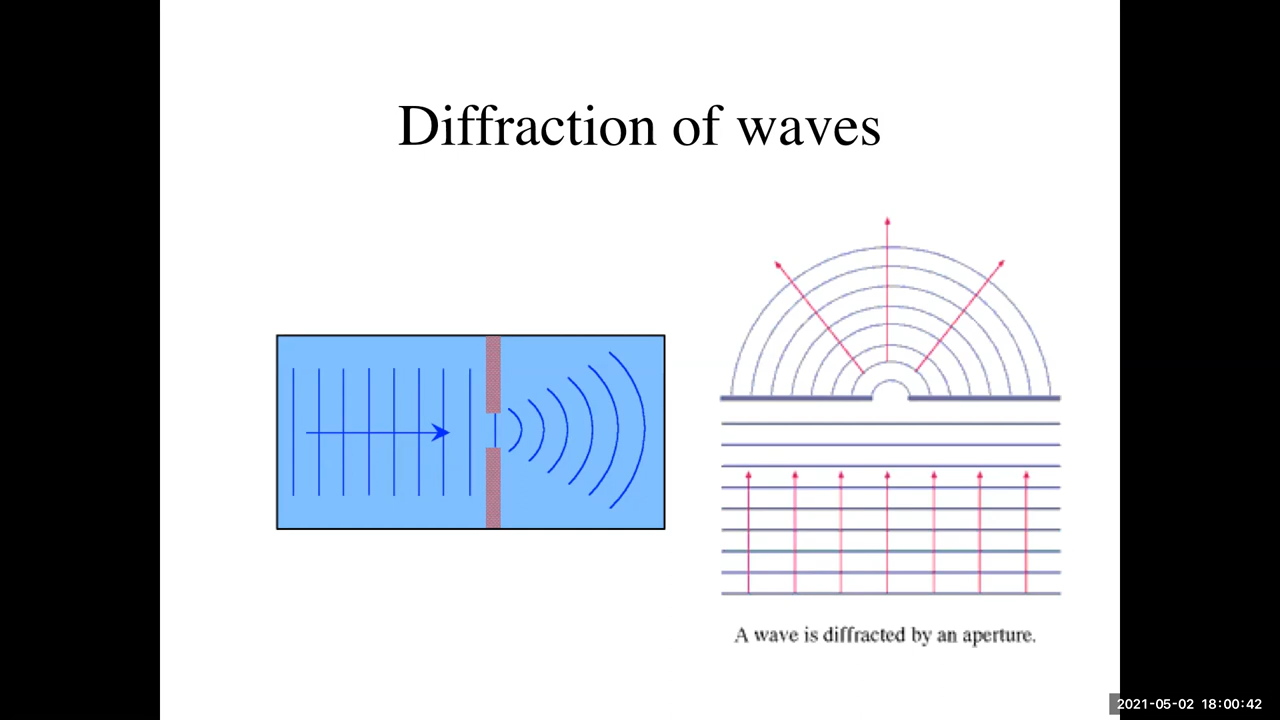 Diffraction of waves
A wave is diffracted by an aperture.
2021-05-02 18:00:42